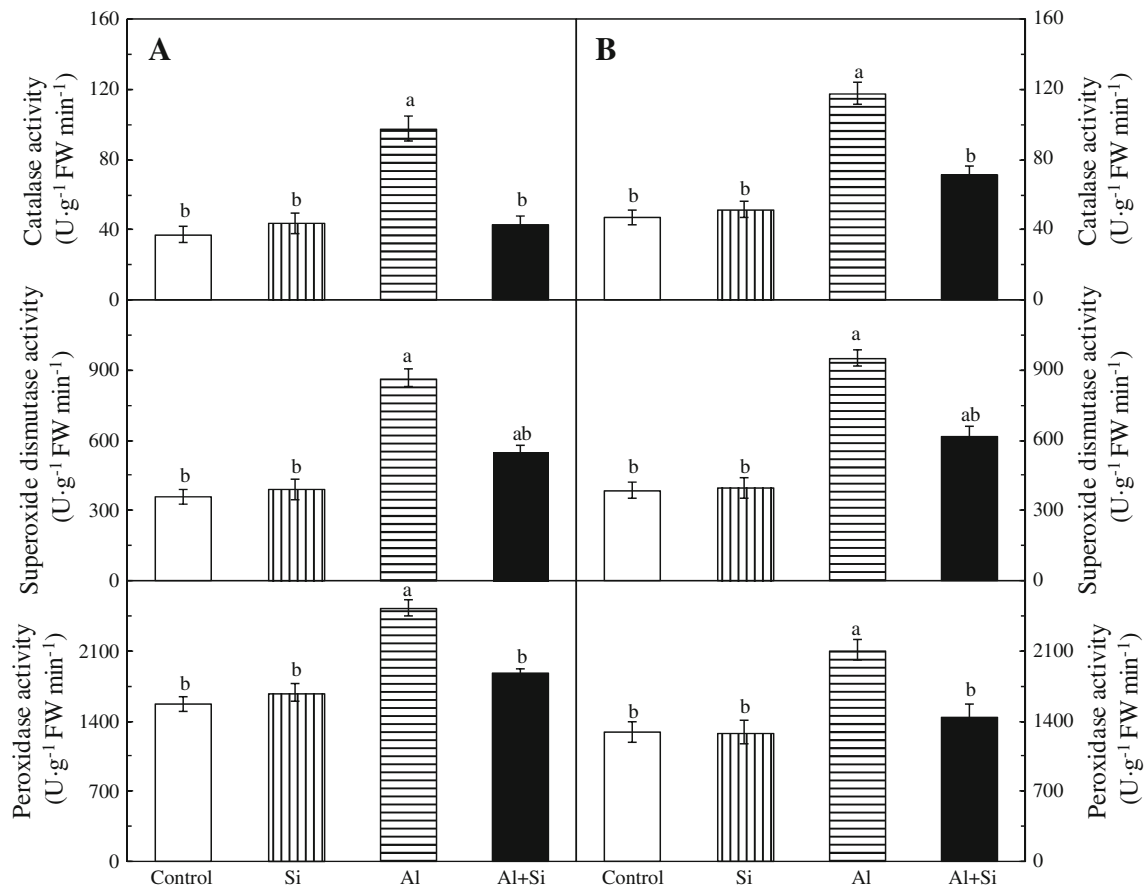 A
B
160
120
80
40
0
Catalase activity
(U·g-1 FW min-1)
b
b
a
b
b
b
a
b
160
120
80
40
0
Catalase activity
(U·g-1 FW min-1)
900
600
300
0
Superoxide dismutase activity
(U·g-1 FW min-1)
b
b
a
ab
b
b
a
ab
900
600
300
0
Superoxide dismutase activity
(U·g-1 FW min-1)
2100
1400
700
0
Peroxidase activity
(U·g-1 FW min-1)
b
b
a
b
b
b
a
b
2100
1400
700
0
Peroxidase activity
(U·g-1 FW min-1)
Control Si Al Al+Si Control Si Al Al+Si